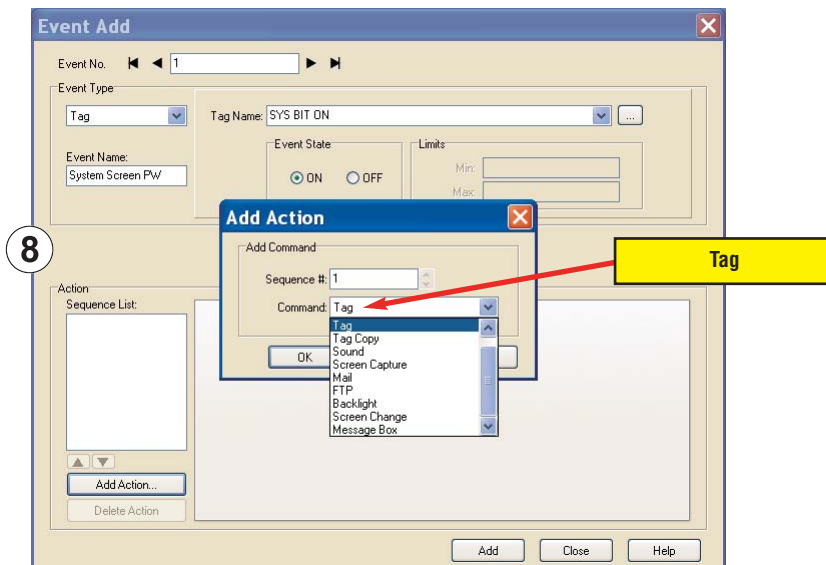 Event Add
Event No. 1
Event Type
Tag
Tag Name: SYS BIT ON
...
Event State
Limits
Event Name:
System Screen PW
ON OFF
Min:
Max:
8
Add Action
Add Command
Sequence #: 1
Command: Tag
Tag
Action
Sequence List:
Tag
Tag Copy
Sound
Screen Capture
Mail
FTP
Backlight
Screen Change
Message Box
OK
Add Action...
Delete Action
Add Close Help